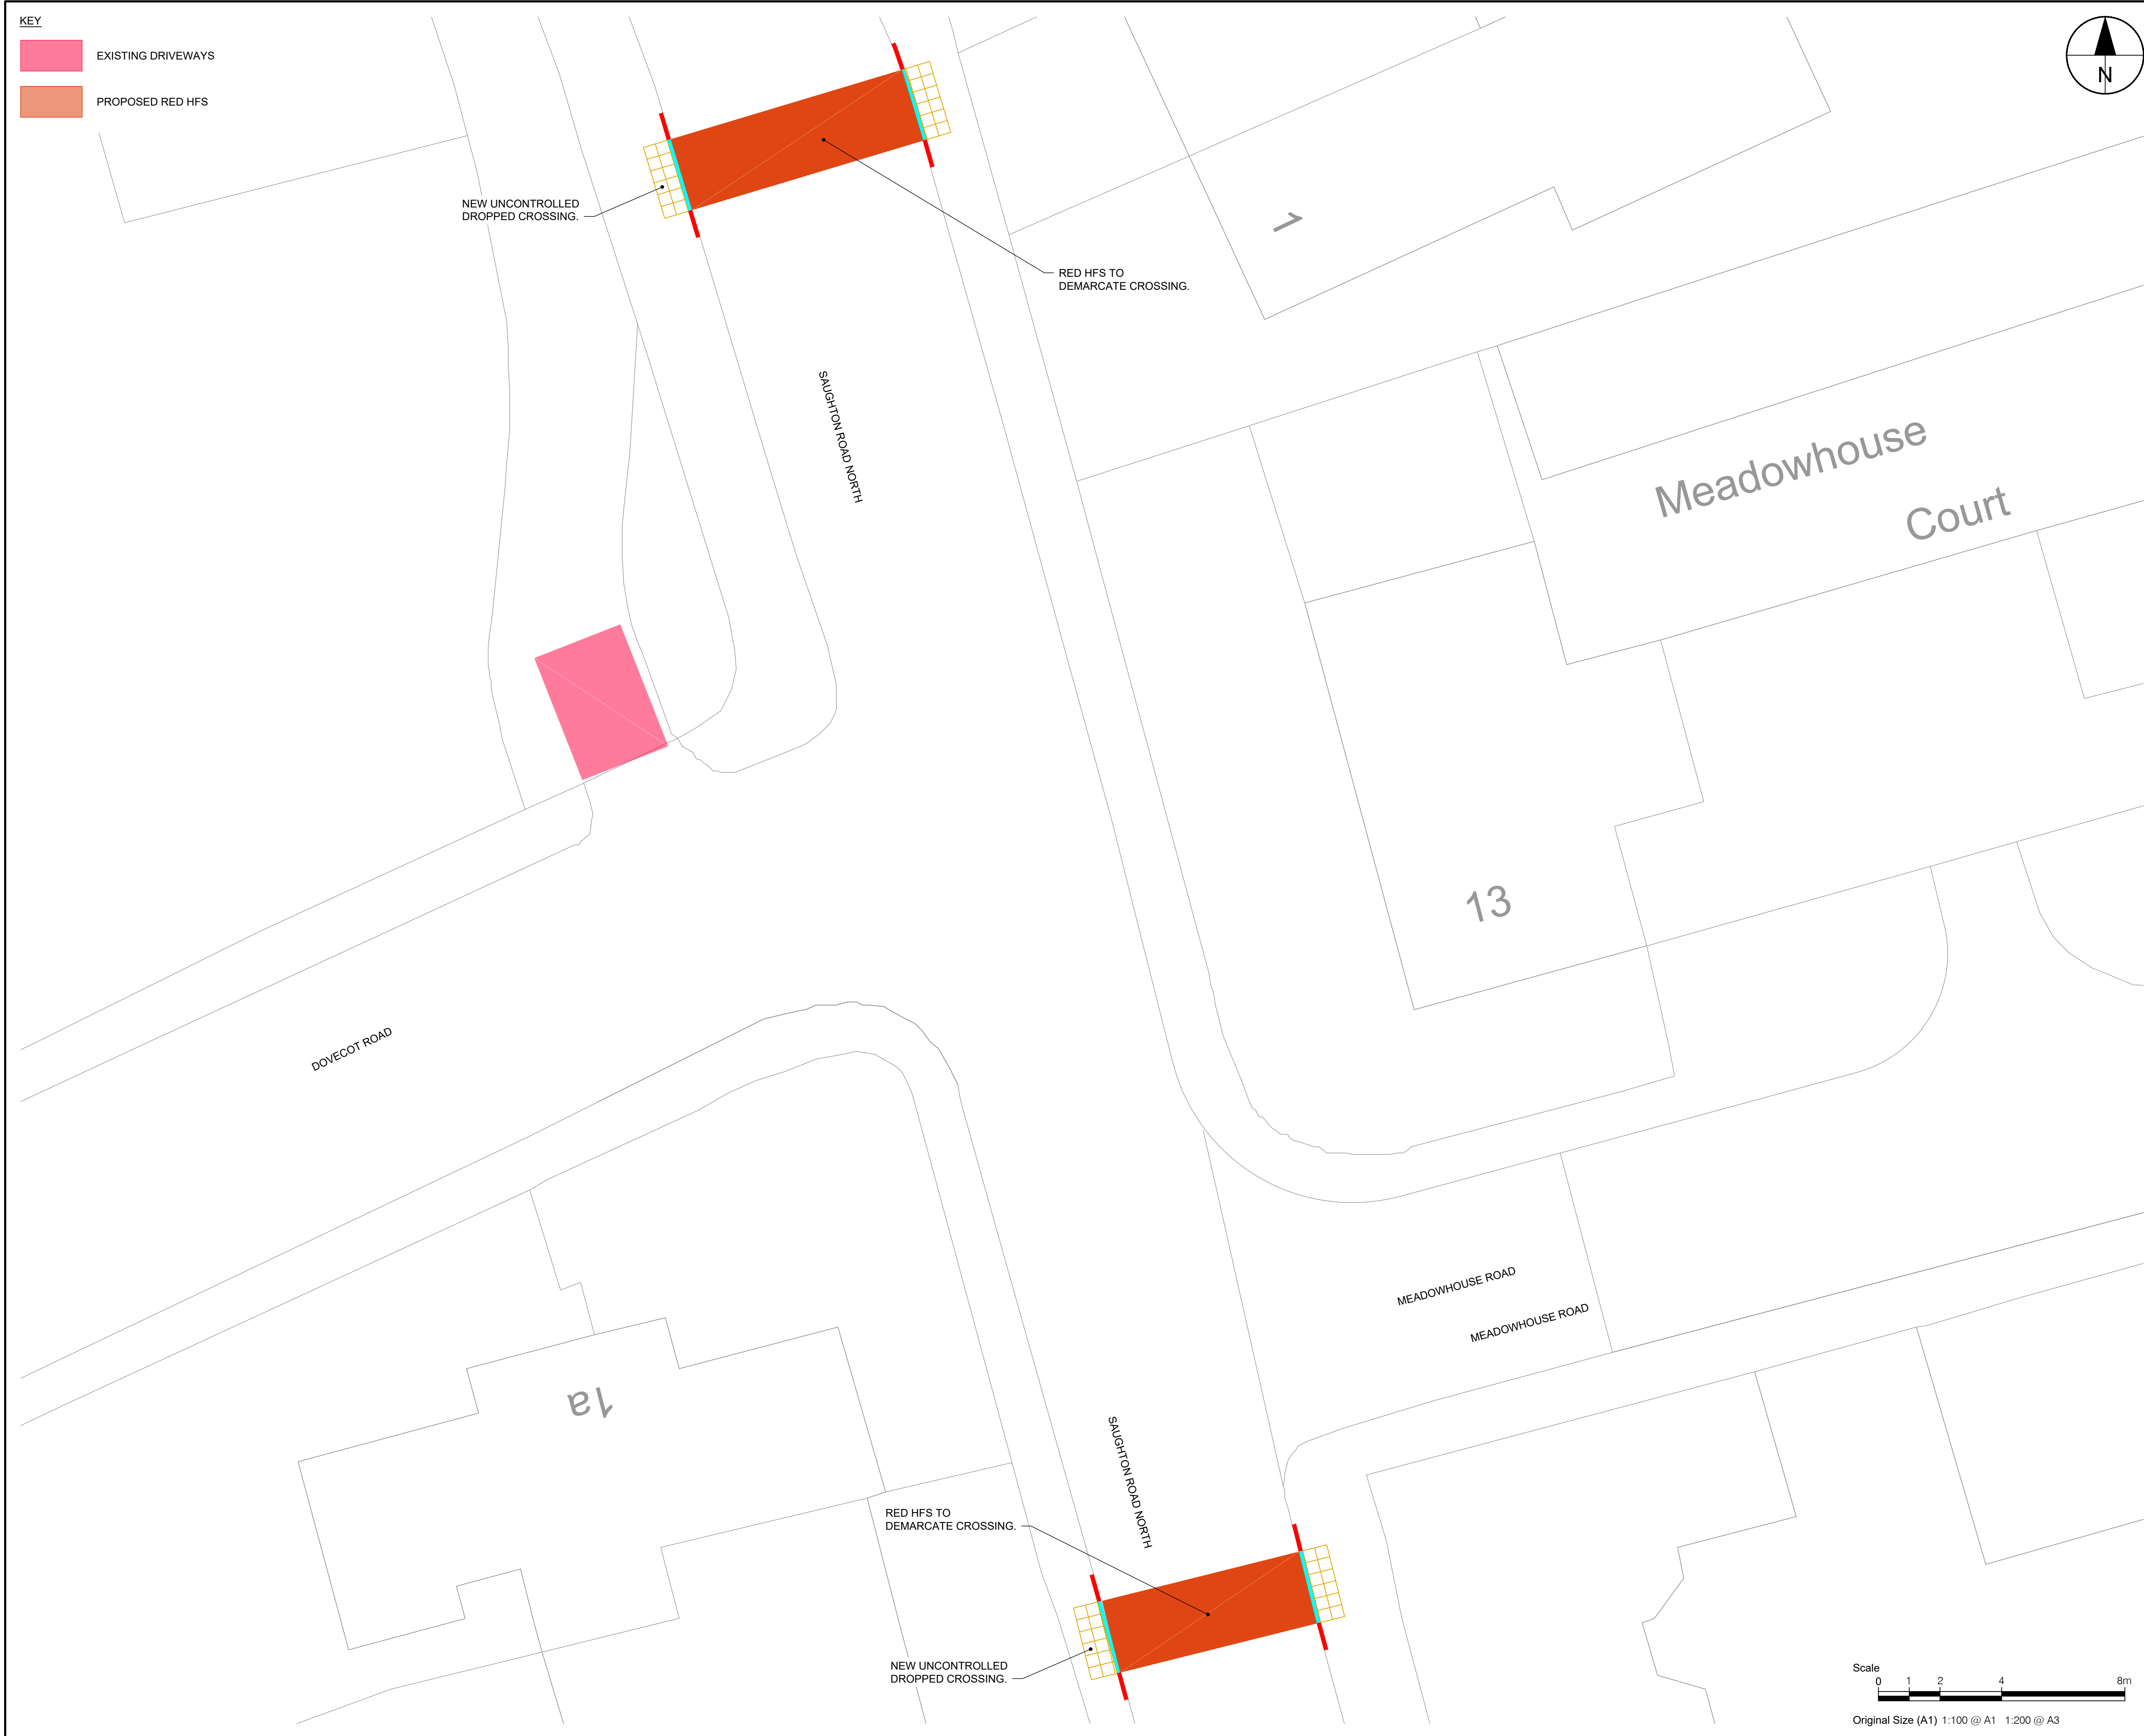 KEY
EXISTING DRIVEWAYS
PROPOSED RED HFS
N
NEW UNCONTROLLED
DROPPED CROSSING.
1
RED HFS TO
DEMARCATE CROSSING.
SAUGHTON ROAD NORTH
Meadowhouse
Court
13
DOVECOT ROAD
MEADOWHOUSE ROAD
MEADOWHOUSE ROAD
1a
SAUGHTON ROAD NORTH
RED HFS TO
DEMARCATE CROSSING.
NEW UNCONTROLLED
DROPPED CROSSING.
Scale
0 1 2 4 8m
Original Size (A1) 1:100 @ A1 1:200 @ A3